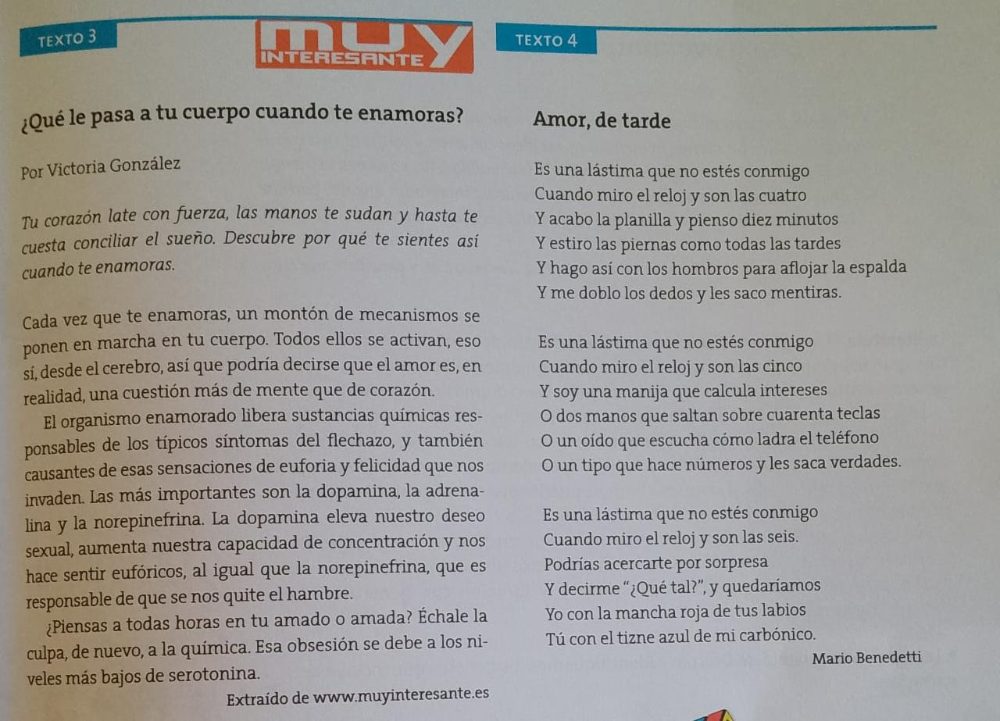 TEXTO 3
MUY
INTERESANTE
¿Qué le pasa a tu cuerpo cuando te enamoras?
Por Victoria González
Tu corazón late con fuerza, las manos te sudan y hasta te
cuesta conciliar el sueño. Descubre por qué te sientes así
cuando te enamoras.
Cada vez que te enamoras, un montón de mecanismos se
ponen en marcha en tu cuerpo. Todos ellos se activan, eso
sí, desde el cerebro, así que podría decirse que el amor es, en
realidad, una cuestión más de mente que de corazón.
El organismo enamorado libera sustancias químicas res-
ponsables de los típicos síntomas del flechazo, y también
causantes de esas sensaciones de euforia y felicidad que nos
invaden. Las más importantes son la dopamina, la adrena-
lina y la norepinefrina. La dopamina eleva nuestro deseo
sexual, aumenta nuestra capacidad de concentración y nos
hace sentir eufóricos, al igual que la norepinefrina, que es
responsable de que se nos quite el hambre.
¿Piensas a todas horas en tu amado o amada? Échale la
culpa, de nuevo, a la química. Esa obsesión se debe a los ni-
veles más bajos de serotonina.
Extraído de www.muyinteresante.es
TEXTO 4
Amor, de tarde
Es una lástima que no estés conmigo
Cuando miro el reloj y son las cuatro
Y acabo la planilla y pienso diez minutos
Y estiro las piernas como todas las tardes
Y hago así con los hombros para aflojar la espalda
Y me doblo los dedos y les saco mentiras.
Es una lástima que no estés conmigo
Cuando miro el reloj y son las cinco
Y soy una manija que calcula intereses
O dos manos que saltan sobre cuarenta teclas
O un oído que escucha cómo ladra el teléfono
O un tipo que hace números y les saca verdades.
Es una lástima que no estés conmigo
Cuando miro el reloj y son las seis.
Podrías acercarte por sorpresa
Y decirme “¿Qué tal?”, y quedaríamos
Yo con la mancha roja de tus labios
Tú con el tizne azul de mi carbónico.
Mario Benedetti